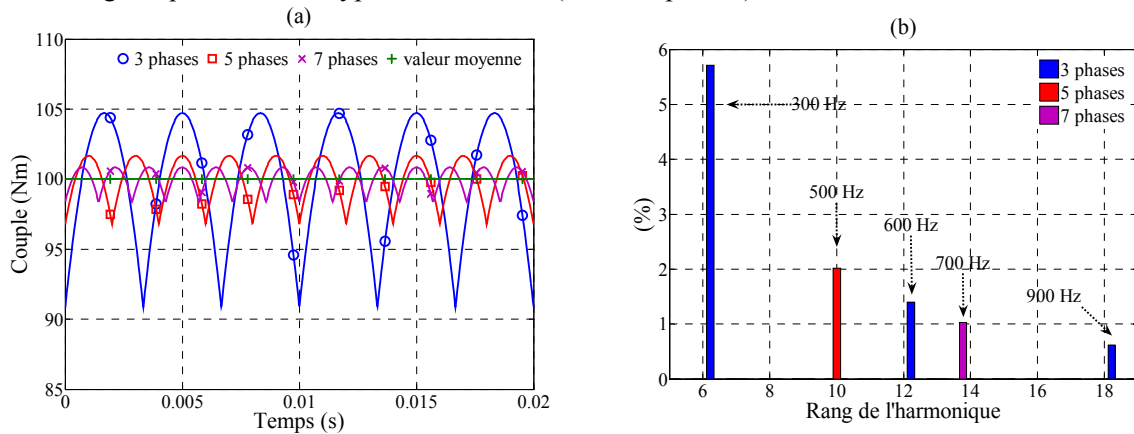 (a)
110
105
100
95
90
85
Couple (Nm)
3 phases
5 phases
7 phases
valeur moyenne
0
0.005
0.01
0.015
0.02
Temps (s)
(b)
6
5
4
3
2
1
0
(%)
3 phases
5 phases
7 phases
300 Hz
500 Hz
600 Hz
700 Hz
900 Hz
6
8
10
12
14
16
18
Rang de l'harmonique